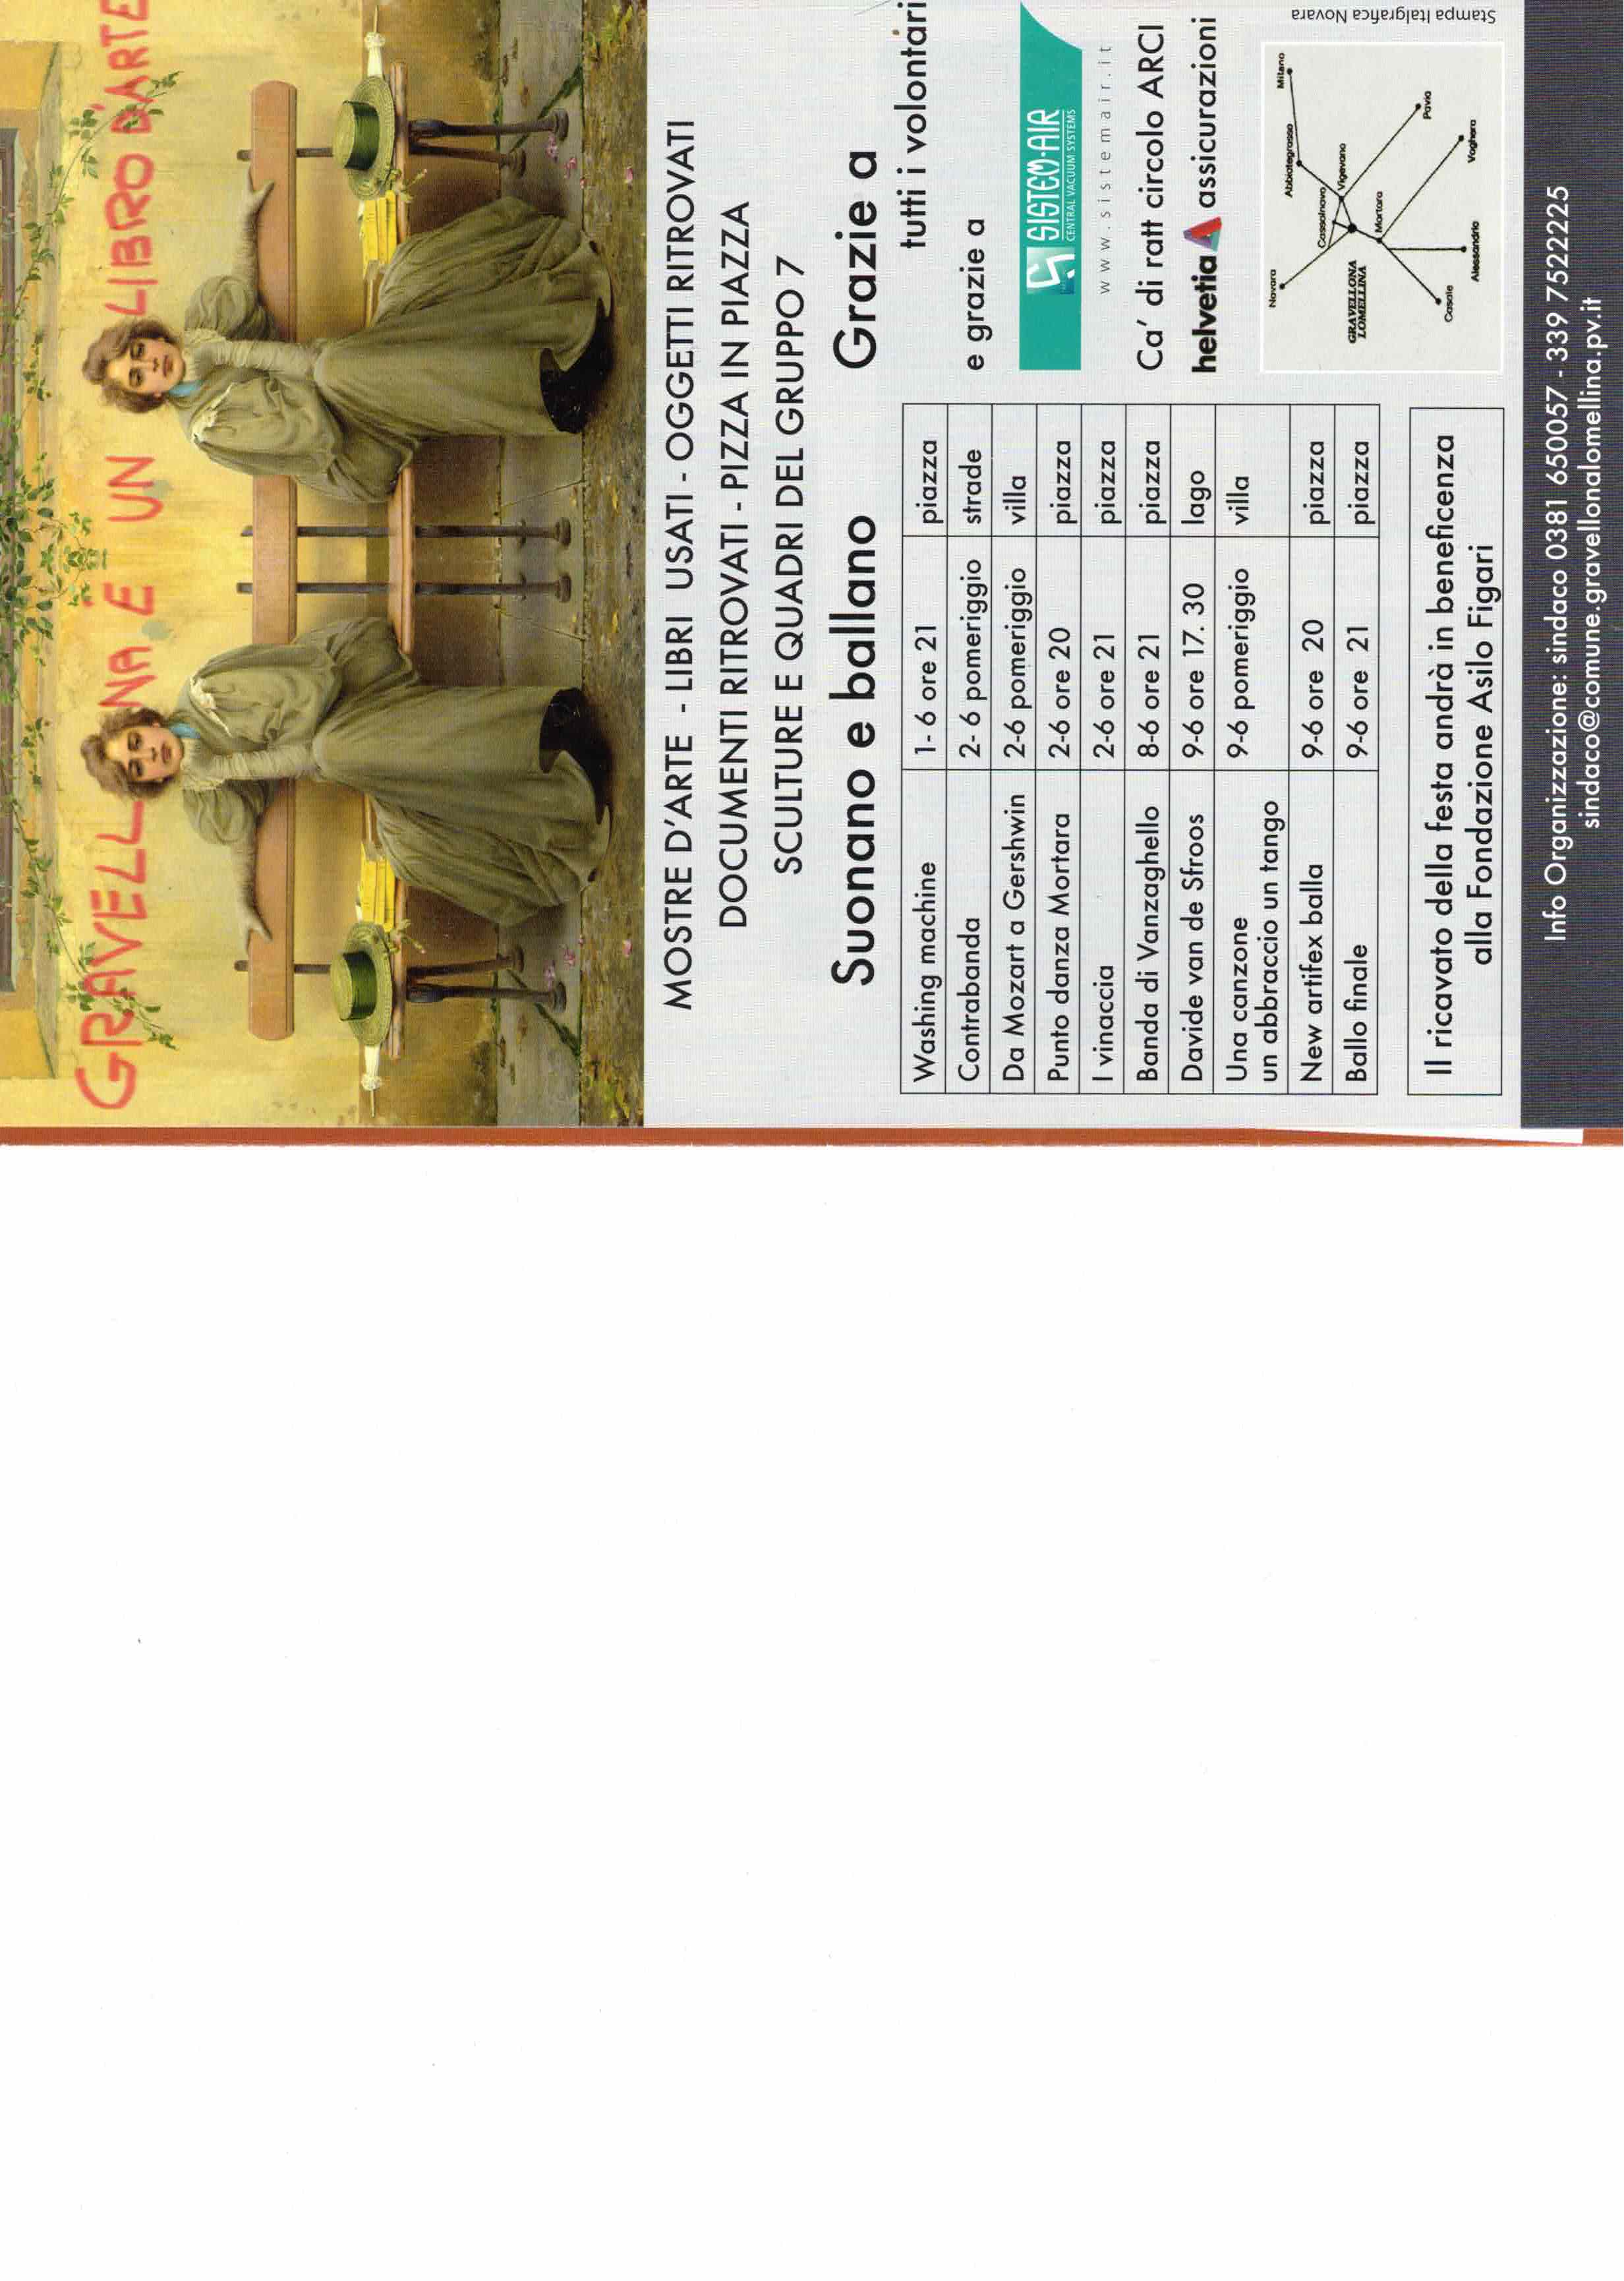 GRAVELLONA È UN LIBRO D'ARTE
MOSTRE D'ARTE - LIBRI USATI - OGGETTI RITROVATI
DOCUMENTI RITROVATI - PIZZA IN PIAZZA
SCULTURE E QUADRI DEL GRUPPO 7
Suonano e ballano
Washing machine 1- 6 ore 21 piazza
Contrabanda 2- 6 pomeriggio strade
Da Mozart a Gershwin 2-6 pomeriggio villa
Punto danza Mortara 2-6 ore 20 piazza
I vinaccia 2-6 ore 21 piazza
Banda di Vanzaghello 8-6 ore 21 piazza
Davide van de Sfroos 9-6 ore 17. 30 lago
Una canzone 9-6 pomeriggio villa
un abbraccio un tango
New artifex balla 9-6 ore 20 piazza
Ballo finale 9-6 ore 21 piazza
Il ricavato della festa andrà in beneficenza
alla Fondazione Asilo Figari
Grazie a
tutti i volontari
e grazie a
SISTEM-AIR
CENTRAL VACUUM SYSTEMS
www.sistemair.it
Ca' di ratt circolo ARCI
helvetia assicurazioni
Novara
Milano
Abbiategrasso
Cassolnovo
Vigevano
GRAVELLONA
LOMELLINA
Mortara
Pavia
Casale
Alessandria
Voghera
Stampa Italgrafica Novara
Info Organizzazione: sindaco 0381 650057 - 339 7522225
sindaco@comune.gravellonalomellina.pv.it